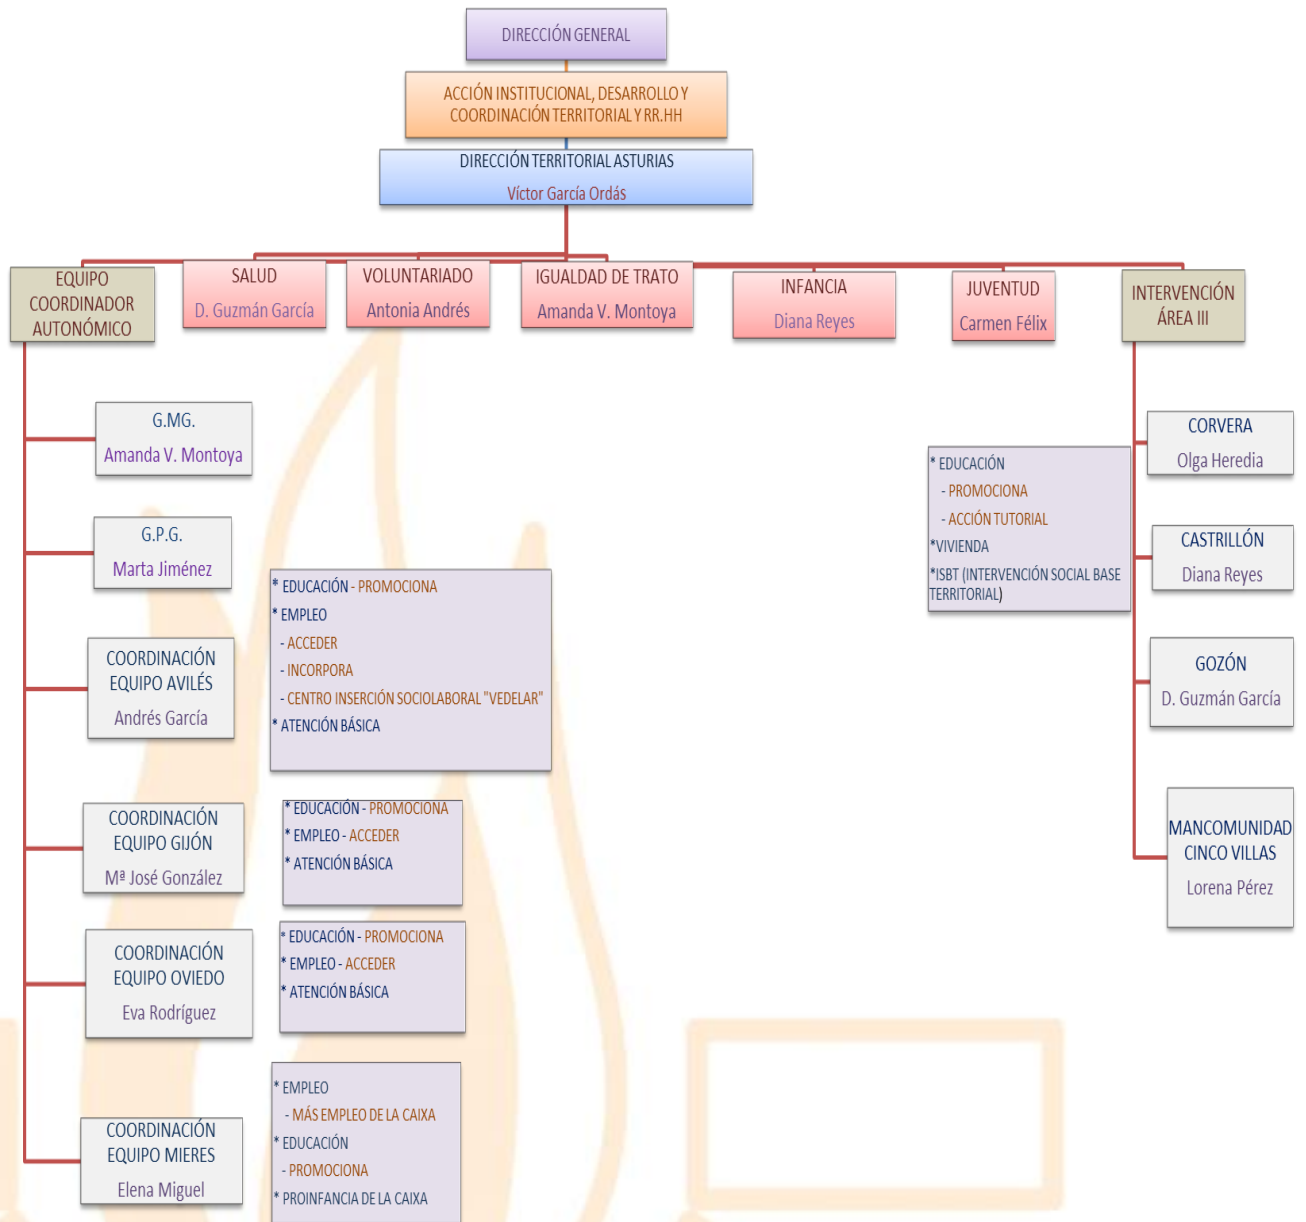 DIRECCIÓN GENERAL
ACCIÓN INSTITUCIONAL, DESARROLLO Y
COORDINACIÓN TERRITORIAL Y RR.HH
DIRECCIÓN TERRITORIAL ASTURIAS
Víctor García Ordás
EQUIPO
COORDINADOR
AUTONÓMICO
SALUD
D. Guzmán García
VOLUNTARIADO
Antonia Andrés
IGUALDAD DE TRATO
Amanda V. Montoya
INFANCIA
Diana Reyes
JUVENTUD
Carmen Félix
INTERVENCIÓN
ÁREA III
G.MG.
Amanda V. Montoya
G.P.G.
Marta Jiménez
COORDINACIÓN
EQUIPO AVILÉS
Andrés García
* EDUCACIÓN - PROMOCIONA
* EMPLEO
- ACCEDER
- INCORPORA
- CENTRO INSERCIÓN SOCIOLABORAL "VEDELAR"
* ATENCIÓN BÁSICA
COORDINACIÓN
EQUIPO GIJÓN
Mª José González
* EDUCACIÓN - PROMOCIONA
* EMPLEO - ACCEDER
* ATENCIÓN BÁSICA
COORDINACIÓN
EQUIPO OVIEDO
Eva Rodríguez
* EDUCACIÓN - PROMOCIONA
* EMPLEO - ACCEDER
* ATENCIÓN BÁSICA
COORDINACIÓN
EQUIPO MIERES
Elena Miguel
* EMPLEO
- MÁS EMPLEO DE LA CAIXA
* EDUCACIÓN
- PROMOCIONA
* PROINFANCIA DE LA CAIXA
* EDUCACIÓN
- PROMOCIONA
- ACCIÓN TUTORIAL
*VIVIENDA
*ISBT (INTERVENCIÓN SOCIAL BASE
TERRITORIAL)
CORVERA
Olga Heredia
CASTRILLÓN
Diana Reyes
GOZÓN
D. Guzmán García
MANCOMUNIDAD
CINCO VILLAS
Lorena Pérez